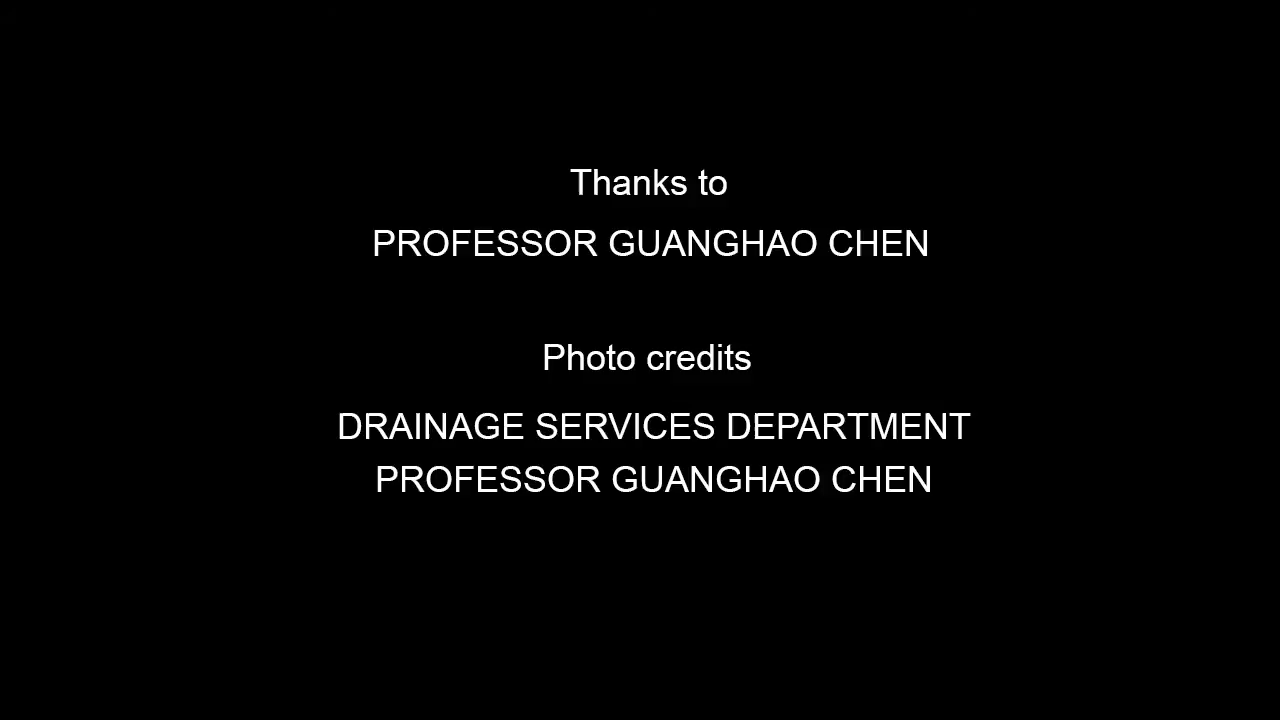 Thanks to
PROFESSOR GUANGHAO CHEN
Photo credits
DRAINAGE SERVICES DEPARTMENT
PROFESSOR GUANGHAO CHEN